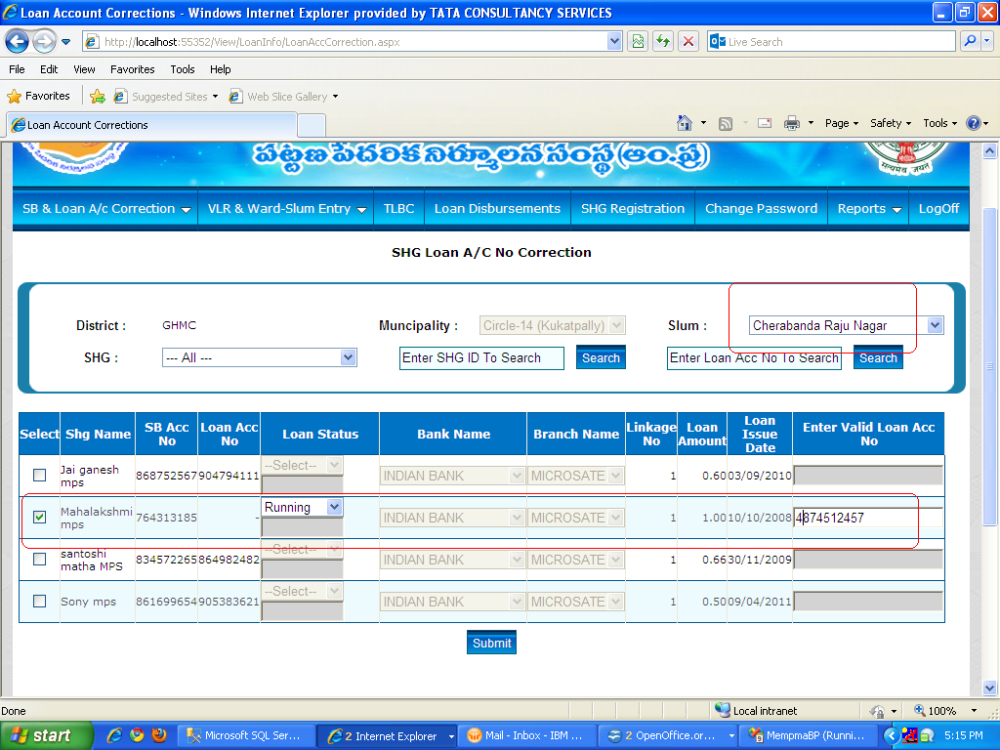 Loan Account Corrections - Windows Internet Explorer provided by TATA CONSULTANCY SERVICES
http://localhost:55352/View/LoanInfo/LoanAccCorrection.aspx
Live Search
File Edit View Favorites Tools Help
Favorites Suggested Sites Web Slice Gallery
Loan Account Corrections Page Safety Tools
పట్టణ పేదరిక నిర్మూలన సంస్థ (ఆం.ప్ర)
SB & Loan A/c Correction VLR & Ward-Slum Entry TLBC Loan Disbursements SHG Registration Change Password Reports LogOff
SHG Loan A/C No Correction
District : GHMC Muncipality : Circle-14 (Kukatpally) Slum : Cherabanda Raju Nagar
SHG : --- All --- Enter SHG ID To Search Search Enter Loan Acc No To Search Search
Select Shg Name SB Acc No Loan Acc No Loan Status Bank Name Branch Name Linkage No Loan Amount Loan Issue Date Enter Valid Loan Acc No
Jai ganesh mps 868752567 904794111 --Select-- INDIAN BANK MICROSATE 1 0.60 03/09/2010
Mahalakshmi mps 764313185 - Running INDIAN BANK MICROSATE 1 1.00 10/10/2008 4874512457
santoshi matha MPS 834572265 864982482 --Select-- INDIAN BANK MICROSATE 1 0.66 30/11/2009
Sony mps 861699654 905383621 --Select-- INDIAN BANK MICROSATE 1 0.50 09/04/2011
Submit
Done Local intranet 100%
start Microsoft SQL Ser... 2 Internet Explorer Mail - Inbox - IBM ... 2 OpenOffice.or... MempmaBP (Runni... 5:15 PM